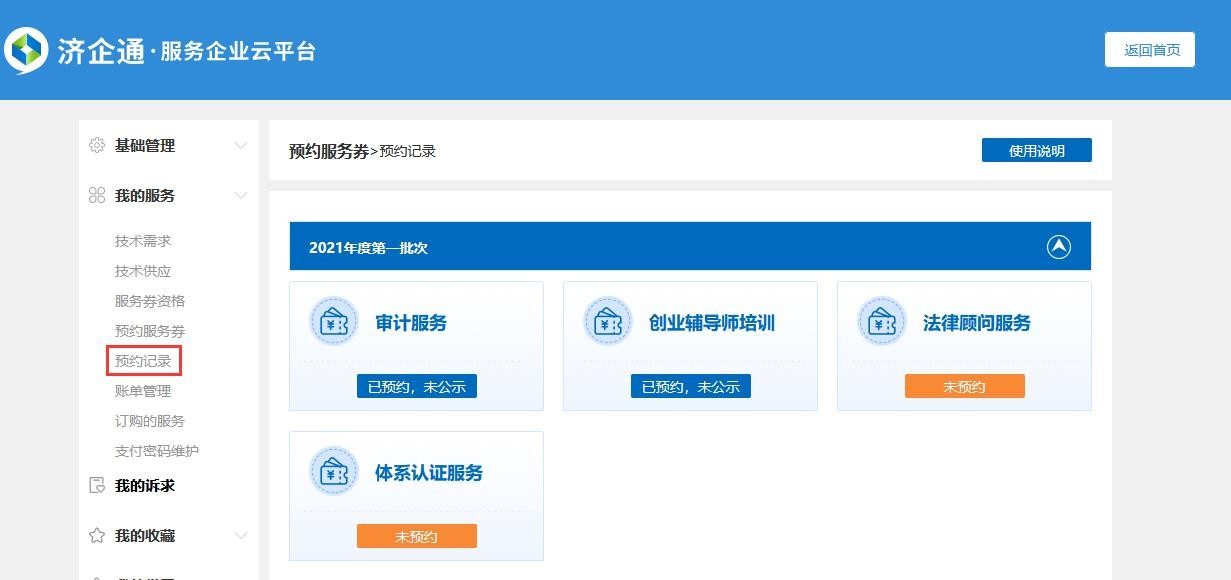 济企通·服务企业云平台
返回首页
基础管理
我的服务
技术需求
技术供应
服务券资格
预约服务券
预约记录
账单管理
订购的服务
支付密码维护
我的诉求
我的收藏
预约服务券>预约记录
使用说明
2021年度第一批次
审计服务
已预约，未公示
创业辅导师培训
已预约，未公示
法律顾问服务
未预约
体系认证服务
未预约